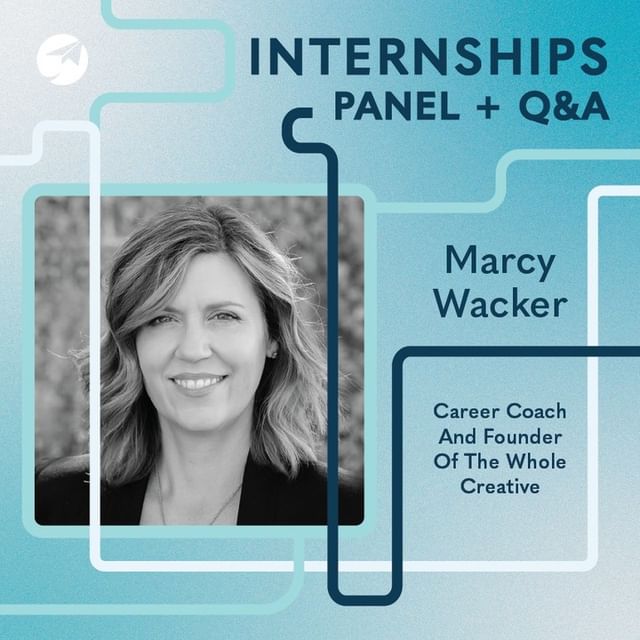 INTERNSHIPS
PANEL + Q&A
Marcy
Wacker
Career Coach
And Founder
Of The Whole
Creative